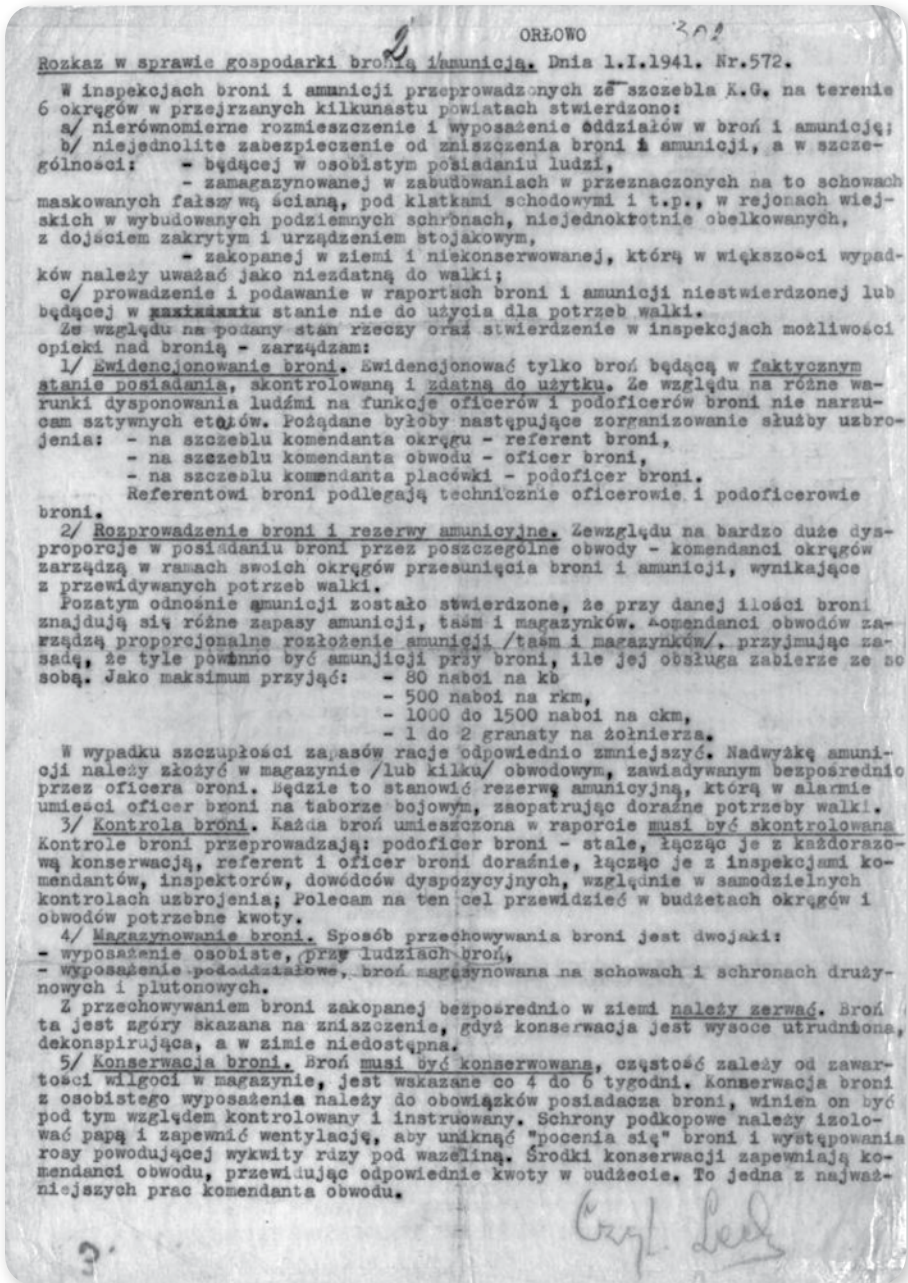 ORŁOWO
2
302
Rozkaz w sprawie gospodarki bronią i amunicją. Dnia 1.I.1941. Nr.572.
W inspekcjach broni i amunicji przeprowadzonych ze szczebla K.G. na terenie
6 okręgów w przejrzanych kilkunastu powiatach stwierdzono:
a/ nierównomierne rozmieszczenie i wyposażenie oddziałów w broń i amunicję;
b/ niejednolite zabezpieczenie od zniszczenia broni i amunicji, a w szcze-
gólności: - będącej w osobistym posiadaniu ludzi,
- zamagazynowanej w zabudowaniach w przeznaczonych na to schowach
maskowanych fałszywą ścianą, pod klatkami schodowymi i t.p., w rejonach wiej-
skich w wybudowanych podziemnych schronach, niejednokrotnie obelkowanych,
z dojściem zakrytym i urządzeniem stojakowym,
- zakopanej w ziemi i niekonserwowanej, którą w większości wypad-
ków należy uważać jako niezdatną do walki;
c/ prowadzenie i podawanie w raportach broni i amunicji niestwierdzonej lub
będącej w stanie nie do użycia dla potrzeb walki.
Ze względu na podany stan rzeczy oraz stwierdzenie w inspekcjach możliwości
opieki nad bronią - zarządzam:
1/ Ewidencjonowanie broni. Ewidencjonować tylko broń będącą w faktycznym
stanie posiadania, skontrolowaną i zdatną do użytku. Ze względu na różne wa-
runki dysponowania ludźmi na funkcje oficerów i podoficerów broni nie narzu-
cam sztywnych etatów. Pożądane byłoby następujące zorganizowanie służby uzbro-
jenia: - na szczeblu komendanta okręgu - referent broni,
- na szczeblu komendanta obwodu - oficer broni,
- na szczeblu komendanta placówki - podoficer broni.
Referentowi broni podlegają technicznie oficerowie i podoficerowie
broni.
2/ Rozprowadzenie broni i rezerwy amunicyjne. Zewzględu na bardzo duże dys-
proporcje w posiadaniu broni przez poszczególne obwody - komendanci okręgów
zarządzą w ramach swoich okręgów przesunięcia broni i amunicji, wynikające
z przewidywanych potrzeb walki.
Pozatym odnośnie amunicji zostało stwierdzone, że przy danej ilości broni
znajdują się różne zapasy amunicji, taśm i magazynków. Komendanci obwodów za-
rządzą proporcjonalne rozłożenie amunicji /taśm i magazynków/, przyjmując za-
sadę, że tyle powinno być amunjicji przy broni, ile jej obsługa zabierze ze so
sobą. Jako maksimum przyjąć: - 80 naboi na kb
- 500 naboi na rkm,
- 1000 do 1500 naboi na ckm,
- 1 do 2 granaty na żołnierza.
W wypadku szczupłości zapasów racje odpowiednio zmniejszyć. Nadwyżkę amuni-
cji należy złożyć w magazynie /lub kilku/ obwodowym, zawiadywanym bezpośrednio
przez oficera broni. Będzie to stanowić rezerwę amunicyjną, którą w alarmie
umieści oficer broni na taborze bojowym, zaopatrując doraźne potrzeby walki.
3/ Kontrola broni. Każda broń umieszczona w raporcie musi być skontrolowana
Kontrole broni przeprowadzają: podoficer broni - stale, łącząc je z każdorazo-
wą konserwacją, referent i oficer broni doraźnie, łącząc je z inspekcjami ko-
mendantów, inspektorów, dowódców dyspozycyjnych, względnie w samodzielnych
kontrolach uzbrojenia; Polecam na ten cel przewidzieć w budżetach okręgów i
obwodów potrzebne kwoty.
4/ Magazynowanie broni. Sposób przechowywania broni jest dwojaki:
- wyposażenie osobiste, przy ludziach broń,
- wyposażenie pododdziałowe, broń magazynowana na schowach i schronach druży-
nowych i plutonowych.
Z przechowywaniem broni zakopanej bezpośrednio w ziemi należy zerwać. Broń
ta jest zgóry skazana na zniszczenie, gdyż konserwacja jest wysoce utrudniona,
dekonspirująca, a w zimie niedostępna.
5/ Konserwacja broni. Broń musi być konserwowana, częstość zależy od zawar-
tości wilgoci w magazynie, jest wskazane co 4 do 6 tygodni. Konserwacja broni
z osobistego wyposażenia należy do obowiązków posiadacza broni, winien on być
pod tym względem kontrolowany i instruowany. Schrony podkopowe należy izolo-
wać papą i zapewnić wentylację, aby uniknąć "pocenia się" broni i występowania
rosy powodującej wykwity rdzy pod wazeliną. Środki konserwacji zapewniają ko-
mendanci obwodu, przewidując odpowiednie kwoty w budżecie. To jedna z najważ-
niejszych prac komendanta obwodu.
Czyż Lech
3